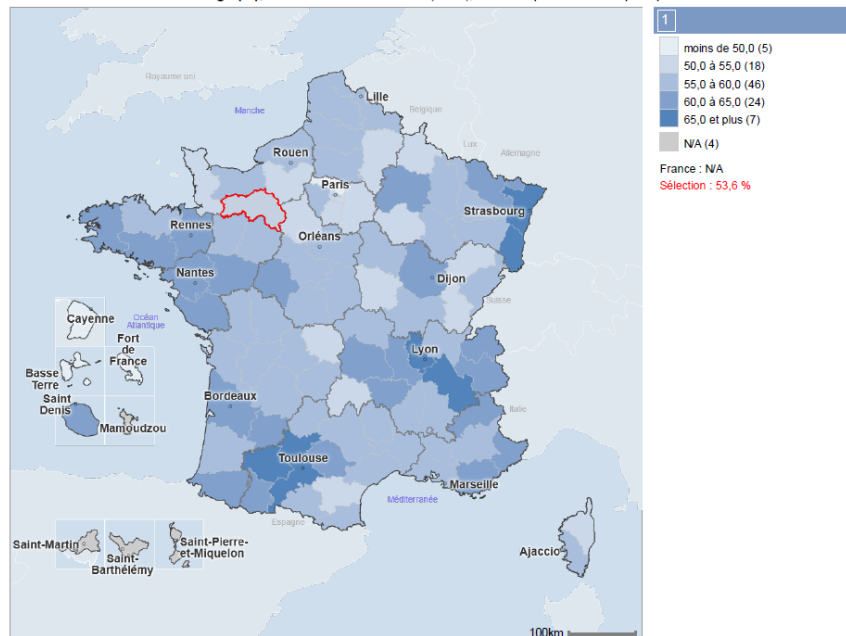 1
moins de 50,0 (5)
50,0 à 55,0 (18)
55,0 à 60,0 (46)
60,0 à 65,0 (24)
65,0 et plus (7)
N/A (4)
France : N/A
Sélection : 53,6 %
Royaume uni
Manche
Lille
Belgique
Lux
Allemagne
Rouen
Paris
Strasbourg
Rennes
Orléans
Nantes
Dijon
Suisse
Océan
Atlantique
Cayenne
Fort
de
France
Basse
Terre
Saint
Denis
Mamoudzou
Lyon
Bordeaux
Italie
Toulouse
Marseille
Méditerranée
Espagne
Saint-Martin
Saint-
Barthélémy
Saint-Pierre-
et-Miquelon
Ajaccio
100km